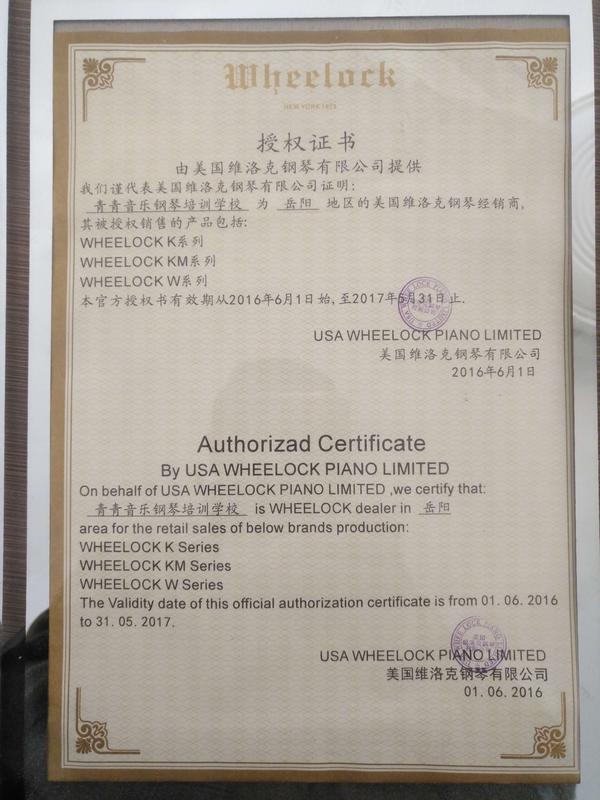 Wheelock
NEW YORK 1873
授权证书
由美国维洛克钢琴有限公司提供
我们谨代表美国维洛克钢琴有限公司证明:
青青音乐钢琴培训学校 为 岳阳 地区的美国维洛克钢琴经销商,
其被授权销售的产品包括:
WHEELOCK K系列
WHEELOCK KM系列
WHEELOCK W系列
本官方授权书有效期从2016年6月1日始,至2017年5月31日止.
USA WHEELOCK PIANO LIMITED
美国维洛克钢琴有限公司
2016年6月1日
Authorizad Certificate
By USA WHEELOCK PIANO LIMITED
On behalf of USA WHEELOCK PIANO LIMITED ,we certify that:
青青音乐钢琴培训学校 is WHEELOCK dealer in 岳阳
area for the retail sales of below brands production:
WHEELOCK K Series
WHEELOCK KM Series
WHEELOCK W Series
The Validity date of this official authorization certificate is from 01. 06. 2016
to 31. 05. 2017.
USA WHEELOCK PIANO LIMITED
美国维洛克钢琴有限公司
01. 06. 2016